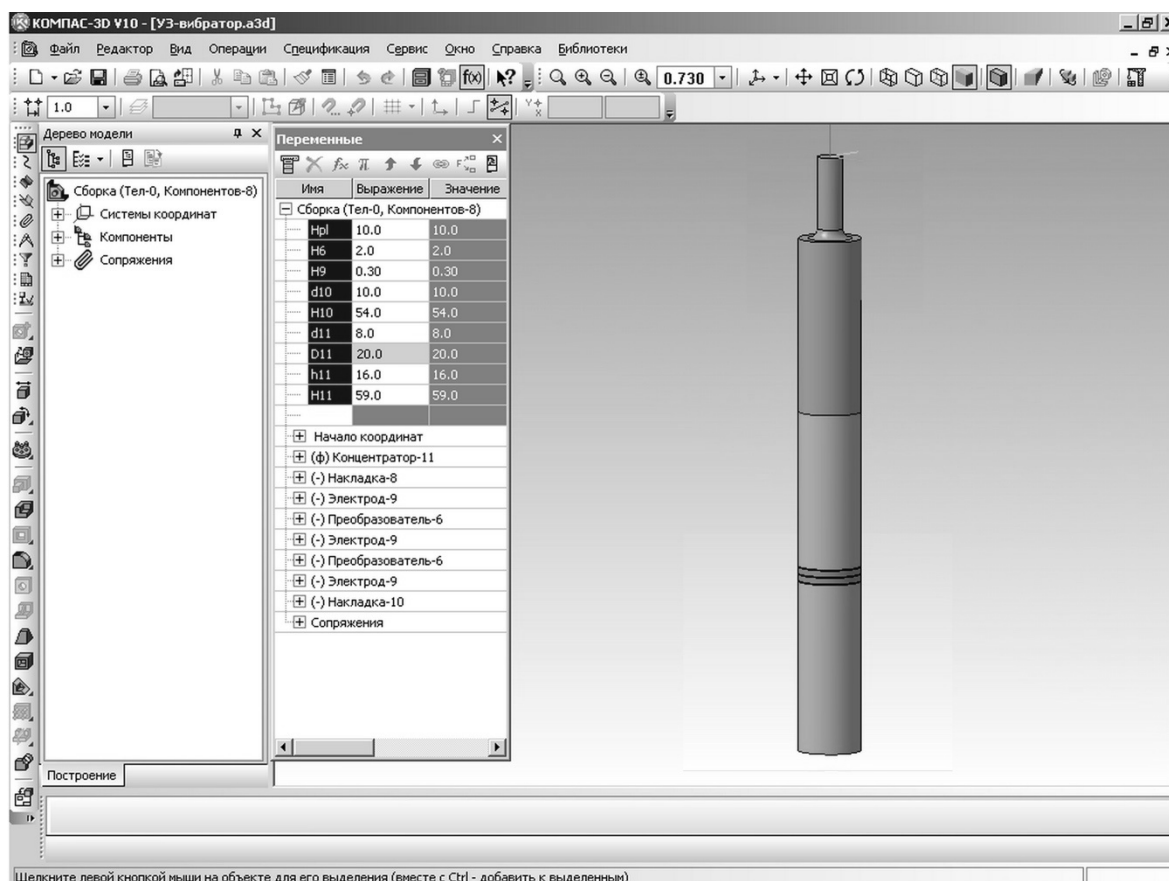 КОМПАС-3D V10 - [УЗ-вибратор.a3d]
Файл Редактор Вид Операции Спецификация Сервис Окно Справка Библиотеки
f(x) 0.730
1.0
Дерево модели
Сборка (Тел-0, Компонентов-8)
Системы координат
Компоненты
Сопряжения
Построение
Переменные
Имя Выражение Значение
Сборка (Тел-0, Компонентов-8)
Hpl 10.0 10.0
H6 2.0 2.0
H9 0.30 0.30
d10 10.0 10.0
H10 54.0 54.0
d11 8.0 8.0
D11 20.0 20.0
h11 16.0 16.0
H11 59.0 59.0
Начало координат
(ф) Концентратор-11
(-) Накладка-8
(-) Электрод-9
(-) Преобразователь-6
(-) Электрод-9
(-) Преобразователь-6
(-) Электрод-9
(-) Накладка-10
Сопряжения
Щелкните левой кнопкой мыши на объекте для его выделения (вместе с Ctrl - добавить к выделенным)